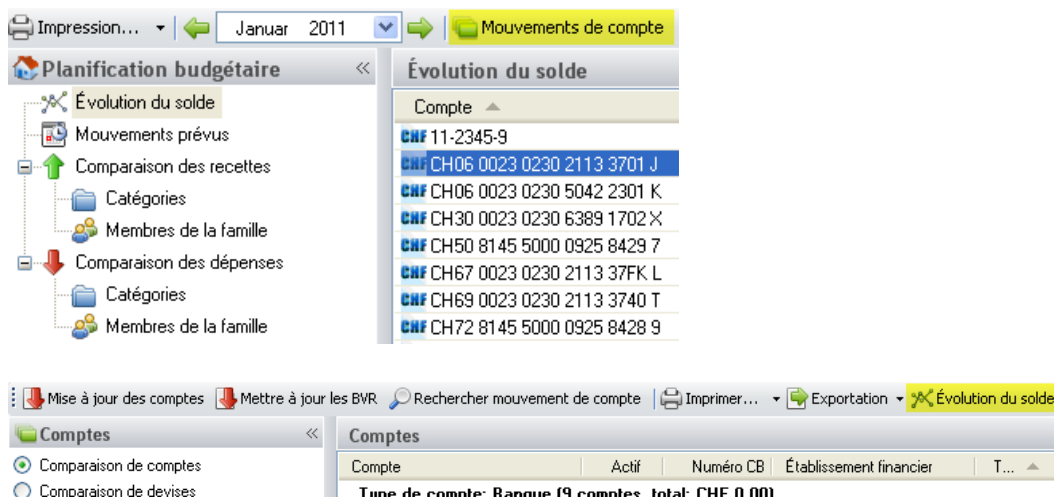 Impression... Januar 2011 Mouvements de compte
Planification budgétaire «
Évolution du solde
Mouvements prévus
Comparaison des recettes
Catégories
Membres de la famille
Comparaison des dépenses
Catégories
Membres de la famille
Évolution du solde
Compte
CHF 11-2345-9
CHF CH06 0023 0230 2113 3701 J
CHF CH06 0023 0230 5042 2301 K
CHF CH30 0023 0230 6389 1702 X
CHF CH50 8145 5000 0925 8429 7
CHF CH67 0023 0230 2113 37FK L
CHF CH69 0023 0230 2113 3740 T
CHF CH72 8145 5000 0925 8428 9
Mise à jour des comptes Mettre à jour les BVR Rechercher mouvement de compte Imprimer... Exportation Évolution du solde
Comptes «
Comparaison de comptes
Comparaison de devises
Comptes
Compte Actif Numéro CB Établissement financier T...
Type de compte: Banque (9 comptes, total: CHF 0.00)